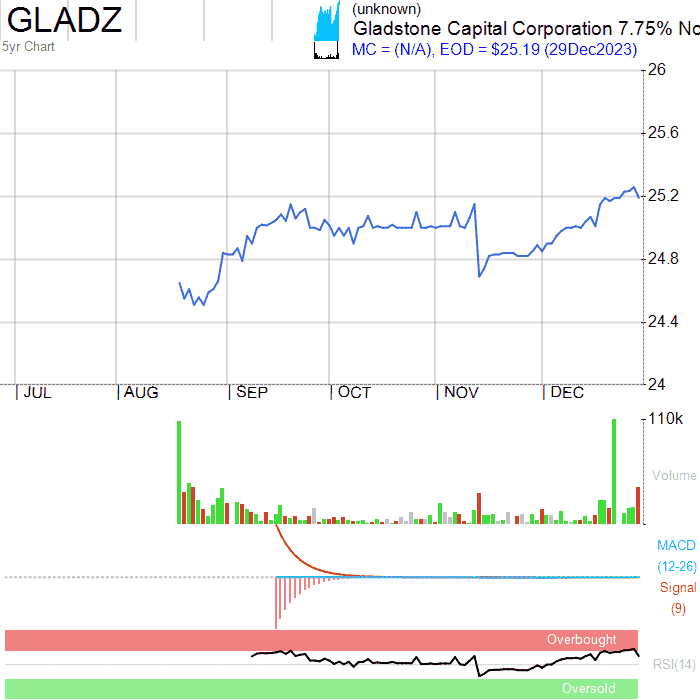 GLADZ
(unknown)
Gladstone Capital Corporation 7.75% No
5yr Chart
MC = (N/A), EOD = $25.19 (29Dec2023)
26
25.6
25.2
24.8
24.4
24
JUL AUG SEP OCT NOV DEC
110k
Volume
MACD
(12-26)
Signal
(9)
Overbought
RSI(14)
Oversold